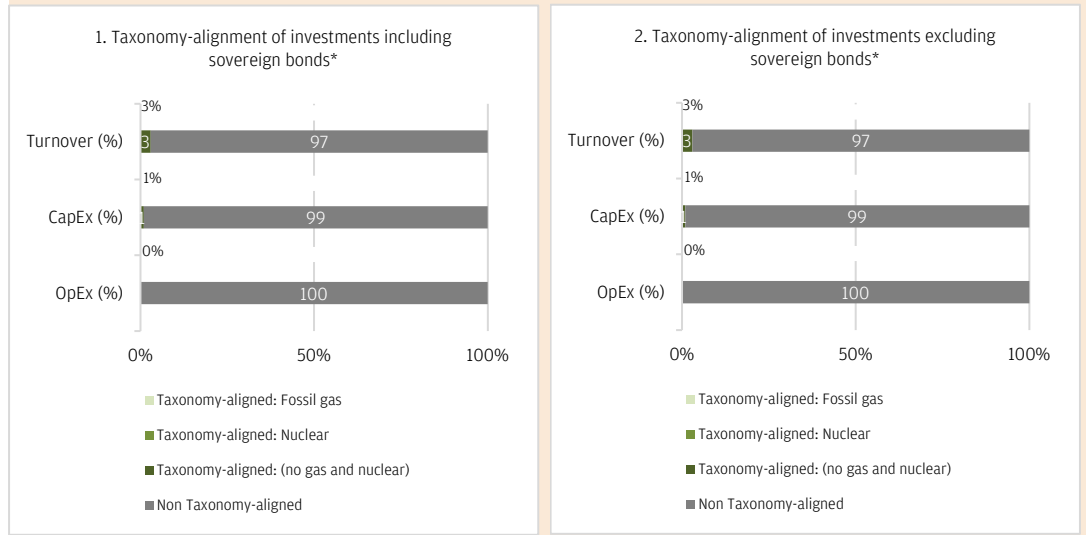 1. Taxonomy-alignment of investments including
sovereign bonds*
3%
Turnover (%)
3
97
1%
CapEx (%)
1
99
0%
OpEx (%)
100
0%
50%
100%
Taxonomy-aligned: Fossil gas
Taxonomy-aligned: Nuclear
Taxonomy-aligned: (no gas and nuclear)
Non Taxonomy-aligned
2. Taxonomy-alignment of investments excluding
sovereign bonds*
3%
Turnover (%)
3
97
1%
CapEx (%)
1
99
0%
OpEx (%)
100
0%
50%
100%
Taxonomy-aligned: Fossil gas
Taxonomy-aligned: Nuclear
Taxonomy-aligned: (no gas and nuclear)
Non Taxonomy-aligned